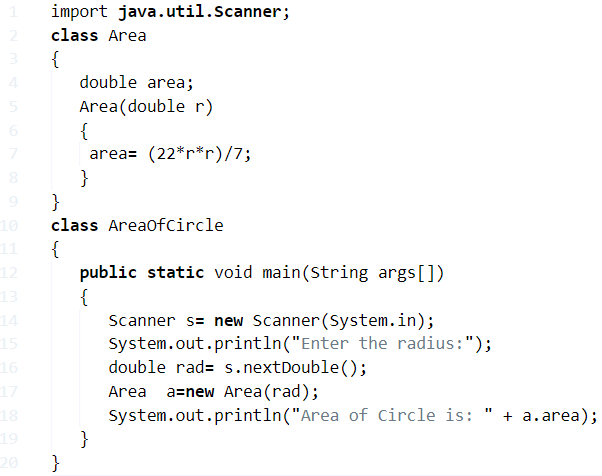 1 import java.util.Scanner;
2 class Area
3 {
4    double area;
5    Area(double r)
6    {
7     area= (22*r*r)/7;
8    }
9 }
10 class AreaOfCircle
11 {
12    public static void main(String args[])
13    {
14       Scanner s= new Scanner(System.in);
15       System.out.println("Enter the radius:");
16       double rad= s.nextDouble();
17       Area  a=new Area(rad);
18       System.out.println("Area of Circle is: " + a.area);
19    }
20 }